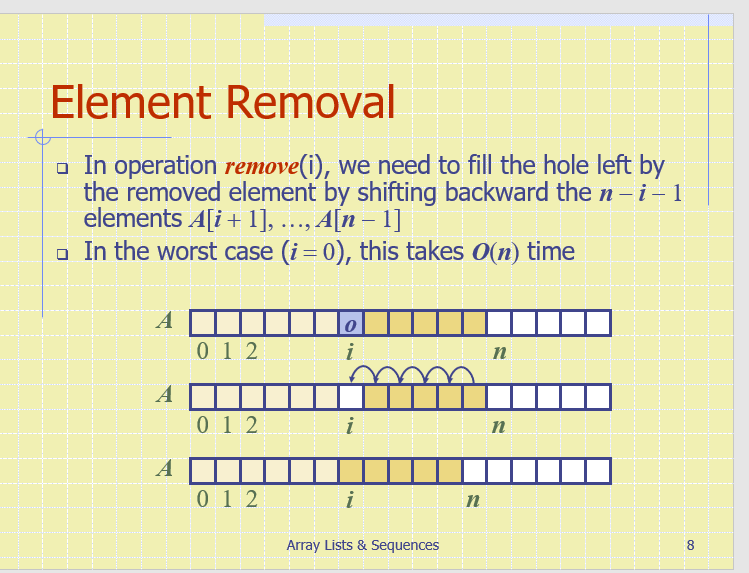 Element Removal
In operation remove(i), we need to fill the hole left by
the removed element by shifting backward the n – i – 1
elements A[i + 1], …, A[n – 1]
In the worst case (i = 0), this takes O(n) time
A o
0 1 2 i n
A
0 1 2 i n
A
0 1 2 i n
Array Lists & Sequences 8